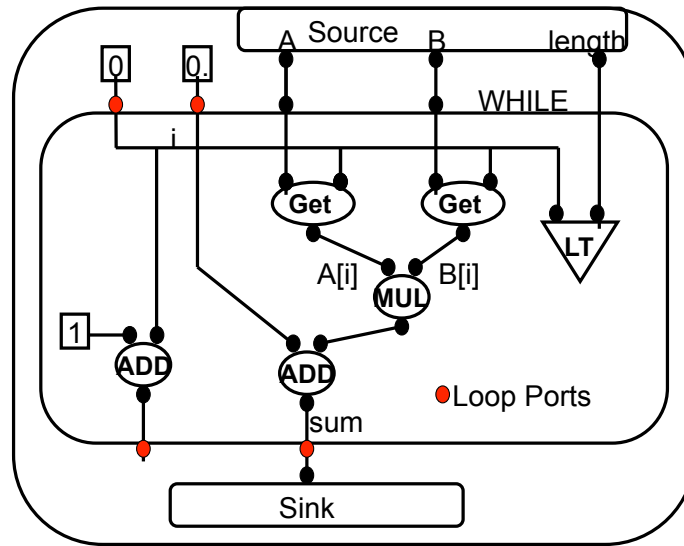 Source
A B length
0 0.
WHILE
i
Get Get
LT
A[i] B[i]
MUL
1
ADD ADD
Loop Ports
sum
Sink